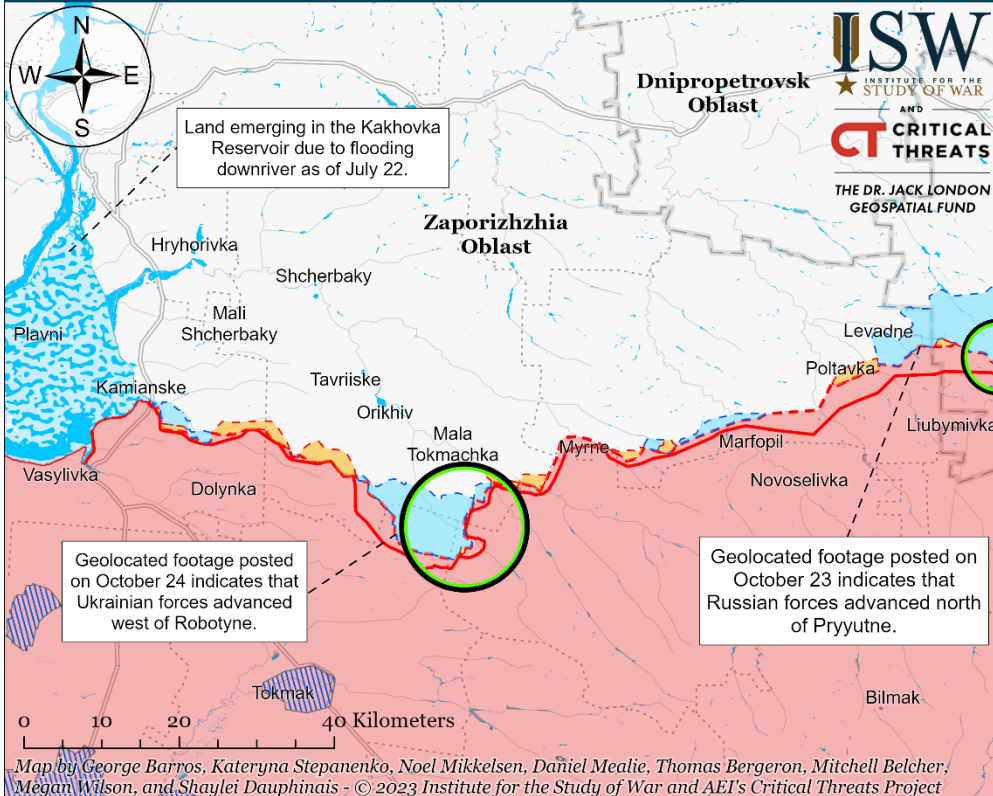 N
W E
S
ISW
INSTITUTE FOR THE
STUDY OF WAR
AND
CT CRITICAL
THREATS
THE DR. JACK LONDON
GEOSPATIAL FUND
Dnipropetrovsk
Oblast
Land emerging in the Kakhovka
Reservoir due to flooding
downriver as of July 22.
Zaporizhzhia
Oblast
Hryhorivka
Shcherbaky
Mali
Shcherbaky
Plavni
Levadne
Poltavka
Kamianske
Tavriiske
Orikhiv
Liubymivka
Mala
Tokmachka
Myrne
Marfopil
Vasylivka
Dolynka
Novoselivka
Geolocated footage posted
on October 24 indicates that
Ukrainian forces advanced
west of Robotyne.
Geolocated footage posted on
October 23 indicates that
Russian forces advanced north
of Pryyutne.
Tokmak
Bilmak
0 10 20 40 Kilometers
Map by George Barros, Kateryna Stepanenko, Noel Mikkelsen, Daniel Mealie, Thomas Bergeron, Mitchell Belcher,
Megan Wilson, and Shaylei Dauphinais - © 2023 Institute for the Study of War and AEI's Critical Threats Project